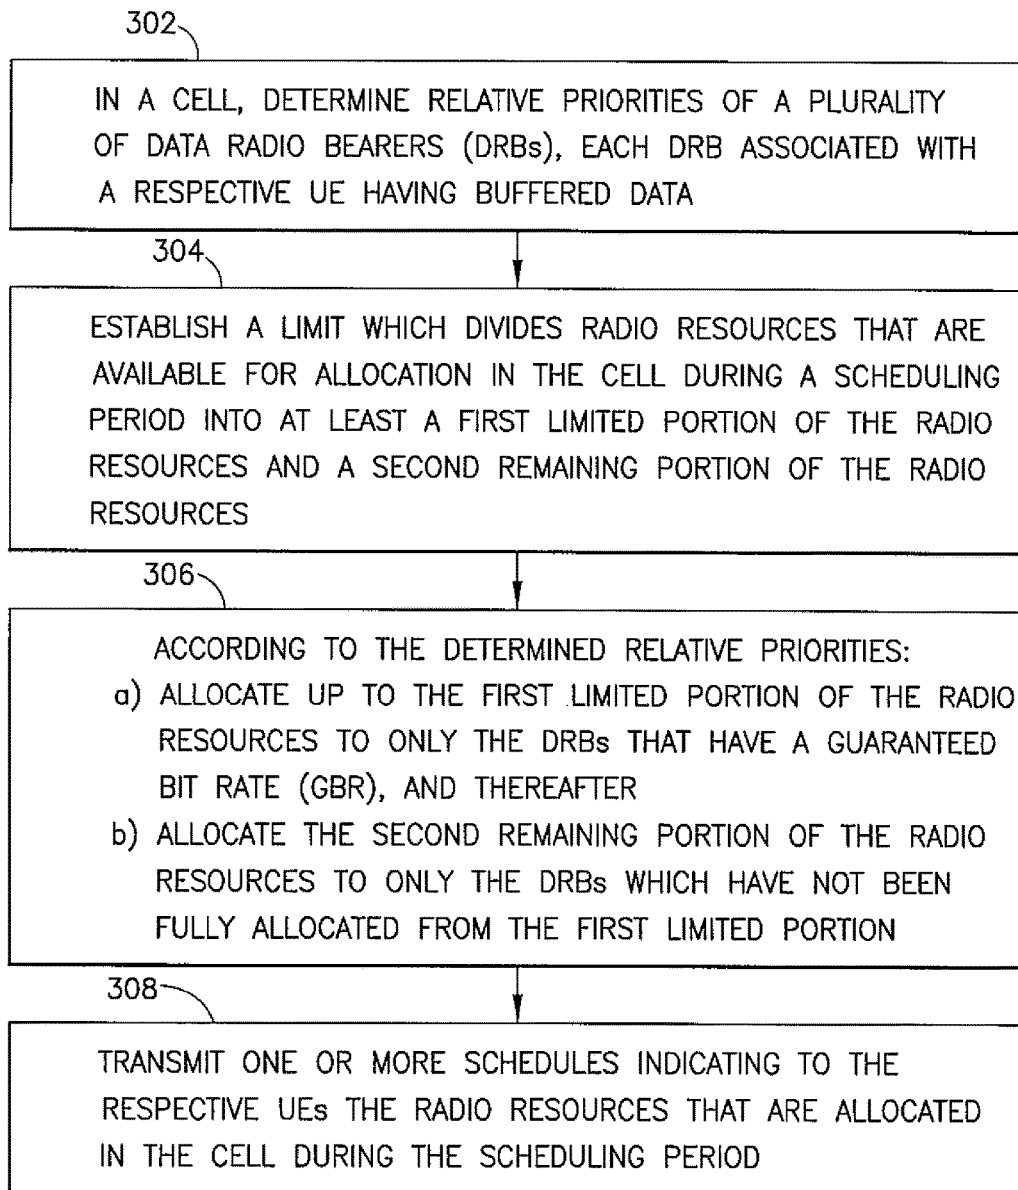 302
IN A CELL, DETERMINE RELATIVE PRIORITIES OF A PLURALITY
OF DATA RADIO BEARERS (DRBs), EACH DRB ASSOCIATED WITH
A RESPECTIVE UE HAVING BUFFERED DATA
304
ESTABLISH A LIMIT WHICH DIVIDES RADIO RESOURCES THAT ARE
AVAILABLE FOR ALLOCATION IN THE CELL DURING A SCHEDULING
PERIOD INTO AT LEAST A FIRST LIMITED PORTION OF THE RADIO
RESOURCES AND A SECOND REMAINING PORTION OF THE RADIO
RESOURCES
306
ACCORDING TO THE DETERMINED RELATIVE PRIORITIES:
a) ALLOCATE UP TO THE FIRST LIMITED PORTION OF THE RADIO
RESOURCES TO ONLY THE DRBs THAT HAVE A GUARANTEED
BIT RATE (GBR), AND THEREAFTER
b) ALLOCATE THE SECOND REMAINING PORTION OF THE RADIO
RESOURCES TO ONLY THE DRBs WHICH HAVE NOT BEEN
FULLY ALLOCATED FROM THE FIRST LIMITED PORTION
308
TRANSMIT ONE OR MORE SCHEDULES INDICATING TO THE
RESPECTIVE UEs THE RADIO RESOURCES THAT ARE ALLOCATED
IN THE CELL DURING THE SCHEDULING PERIOD